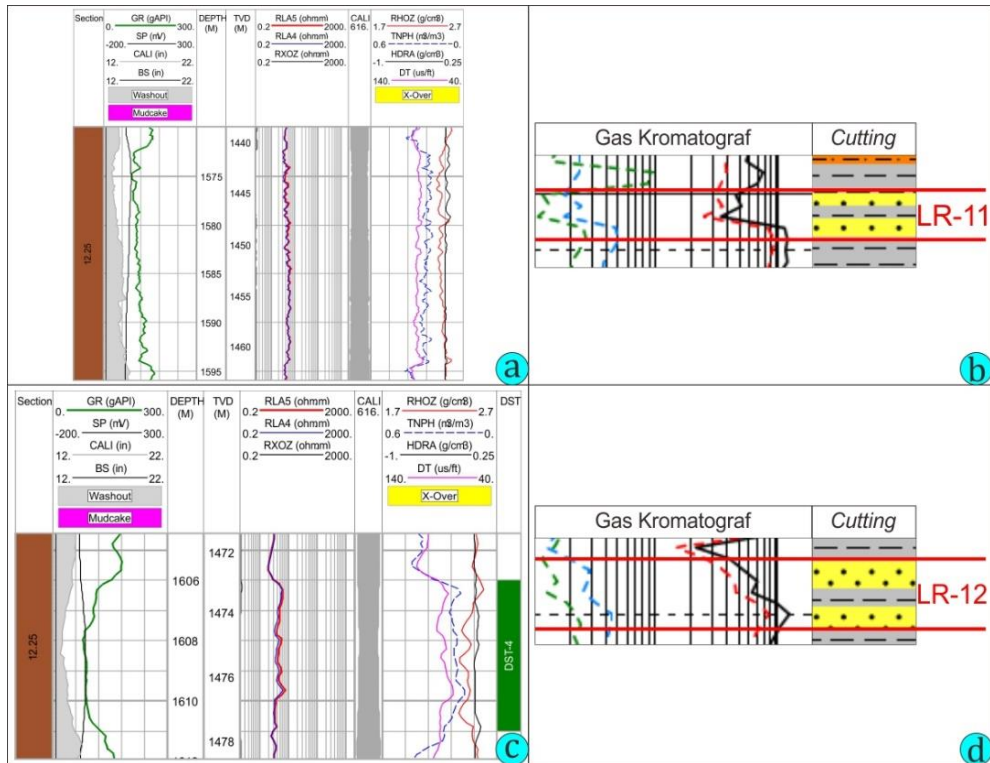 Section
GR (gAPI)
0. 300.
SP (mV)
-200. 300.
CALI (in)
12. 22.
BS (in)
12. 22.
Washout
Mudcake
DEPTH
(M)
TVD
(M)
RLA5 (ohmm)
0.2 2000.
RLA4 (ohmm)
0.2 2000.
RXOZ (ohmm)
0.2 2000.
CALI
616.
RHOZ (g/cm3)
1.7 2.7
TNPH (m3/m3)
0.6 0.
HDRA (g/cm3)
-1. 0.25
DT (us/ft)
140. 40.
X-Over
12.25
1575
1580
1585
1590
1595
1440
1445
1450
1455
1460
a
Gas Kromatograf
Cutting
LR-11
b
Section
GR (gAPI)
0. 300.
SP (mV)
-200. 300.
CALI (in)
12. 22.
BS (in)
12. 22.
Washout
Mudcake
DEPTH
(M)
TVD
(M)
RLA5 (ohmm)
0.2 2000.
RLA4 (ohmm)
0.2 2000.
RXOZ (ohmm)
0.2 2000.
CALI
616.
RHOZ (g/cm3)
1.7 2.7
TNPH (m3/m3)
0.6 0.
HDRA (g/cm3)
-1. 0.25
DT (us/ft)
140. 40.
X-Over
DST
12.25
1606
1608
1610
1472
1474
1476
1478
DST-4
c
Gas Kromatograf
Cutting
LR-12
d